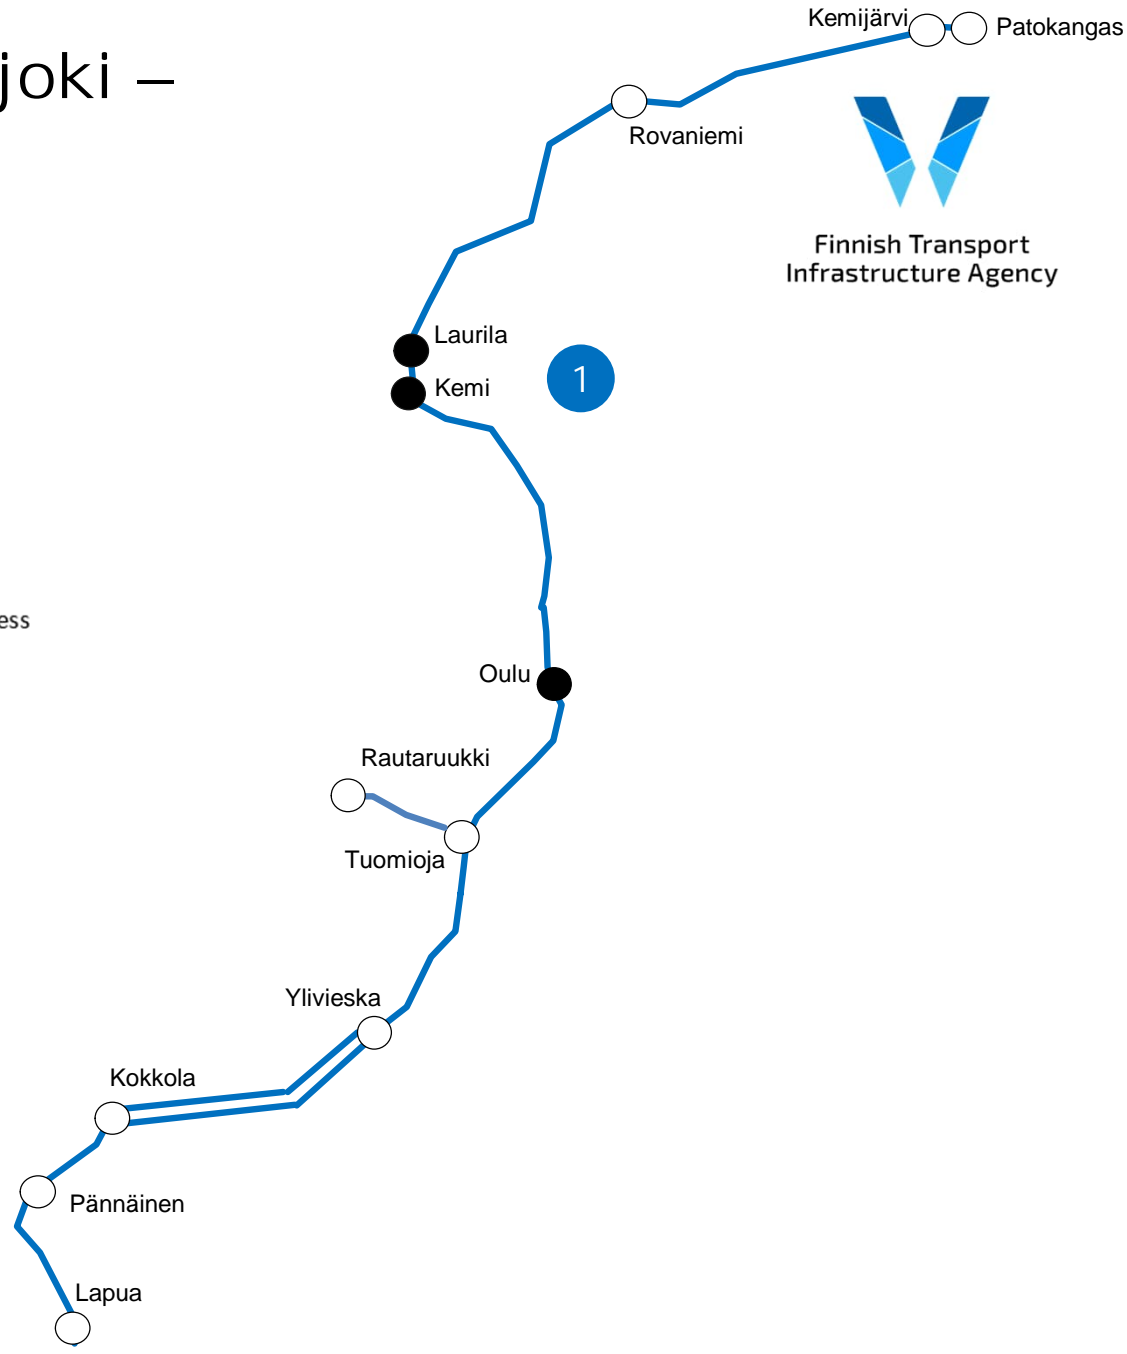 Kemijärvi
Patokangas
joki –
Rovaniemi
Finnish Transport
Infrastructure Agency
Laurila
1
Kemi
ess
Oulu
Rautaruukki
Tuomioja
Ylivieska
Kokkola
Pännäinen
Lapua